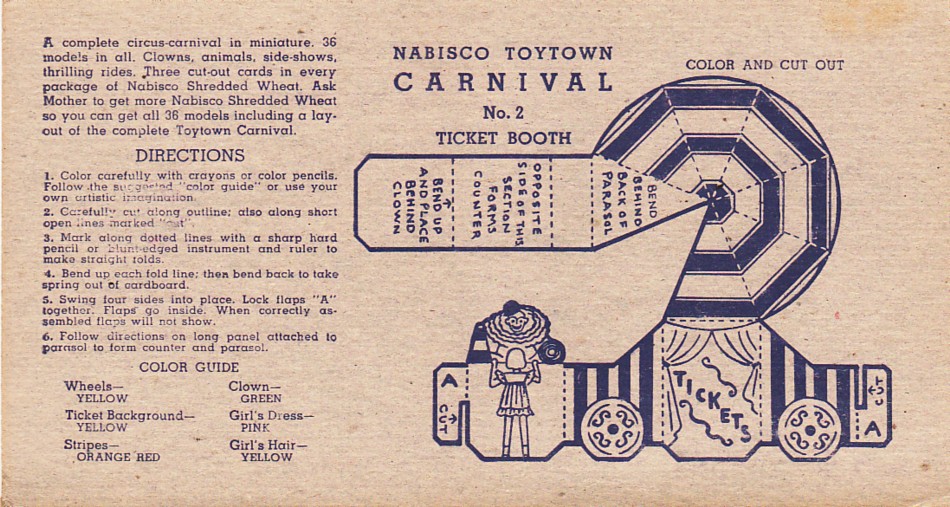 A complete circus-carnival in miniature. 36
models in all. Clowns, animals, side-shows,
thrilling rides. Three cut-out cards in every
package of Nabisco Shredded Wheat. Ask
Mother to get more Nabisco Shredded Wheat
so you can get all 36 models including a lay-
out of the complete Toytown Carnival.
DIRECTIONS
1. Color carefully with crayons or color pencils.
Follow the suggested "color guide" or use your
own artistic imagination.
2. Carefully cut along outline; also along short
open lines marked "cut".
3. Mark along dotted lines with a sharp hard
pencil or blunt-edged instrument and ruler to
make straight folds.
4. Bend up each fold line; then bend back to take
spring out of cardboard.
5. Swing four sides into place. Lock flaps "A"
together. Flaps go inside. When correctly as-
sembled flaps will not show.
6. Follow directions on long panel attached to
parasol to form counter and parasol.
COLOR GUIDE
Wheels—
YELLOW
Ticket Background—
YELLOW
Stripes—
ORANGE RED
Clown—
GREEN
Girl's Dress—
PINK
Girl's Hair—
YELLOW
NABISCO TOYTOWN
CARNIVAL
No. 2
TICKET BOOTH
COLOR AND CUT OUT
BEND
BEHIND
BACK OF
PARASOL
OPPOSITE
SIDE OF THIS
SECTION
FORMS
COUNTER
BEND UP
AND PLACE
BEHIND
CLOWN
A
CUT
TICKETS
CUT
A